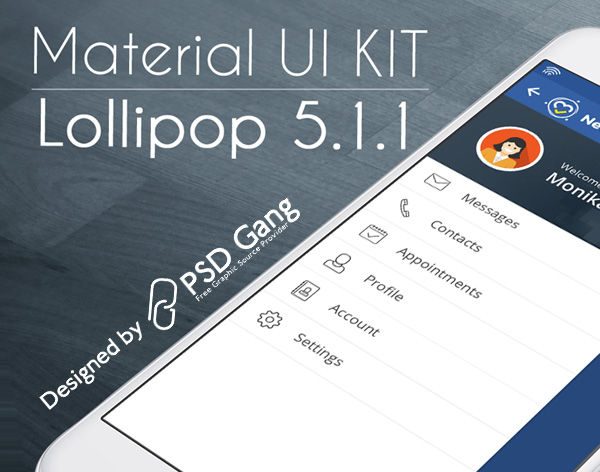 Material UI KIT
Lollipop 5.1.1
Designed by PSD Gang
Free Graphic Source Provider
Welcome
Messages
Contacts
Appointments
Profile
Account
Settings